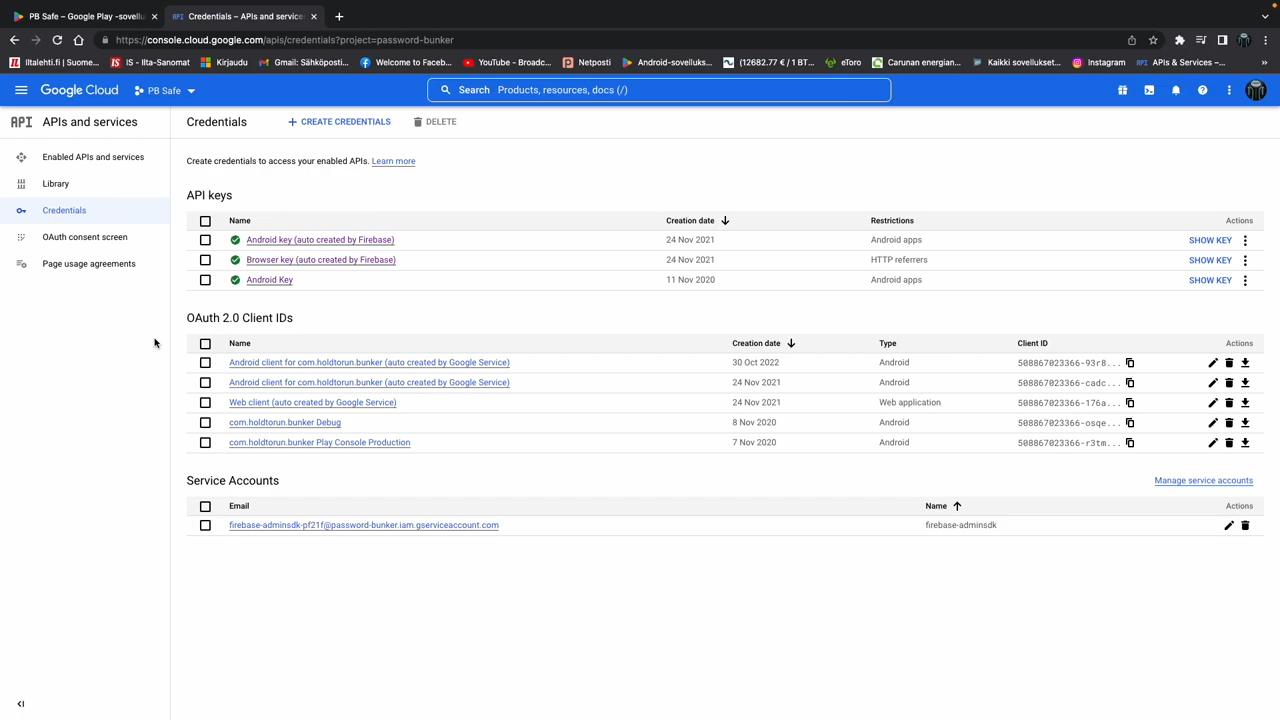 PB Safe – Google Play -sovellu
Credentials – APIs and service
https://console.cloud.google.com/apis/credentials?project=password-bunker
Iltalehti.fi | Suome...
IS - Ilta-Sanomat
Kirjaudu
Gmail: Sähköposti...
Welcome to Faceb...
YouTube - Broadc...
Netposti
Android-sovelluks...
(12682.77 € / 1 BT...
eToro
Carunan energian...
Kaikki sovellukset...
Instagram
APIs & Services –...
Google Cloud
PB Safe
Search Products, resources, docs (/)
API APIs and services
Credentials
CREATE CREDENTIALS
DELETE
Enabled APIs and services
Library
Credentials
OAuth consent screen
Page usage agreements
Create credentials to access your enabled APIs. Learn more
API keys
Name Creation date Restrictions Actions
Android key (auto created by Firebase) 24 Nov 2021 Android apps SHOW KEY
Browser key (auto created by Firebase) 24 Nov 2021 HTTP referrers SHOW KEY
Android Key 11 Nov 2020 Android apps SHOW KEY
OAuth 2.0 Client IDs
Name Creation date Type Client ID Actions
Android client for com.holdtorun.bunker (auto created by Google Service) 30 Oct 2022 Android 508867023366-93r8...
Android client for com.holdtorun.bunker (auto created by Google Service) 24 Nov 2021 Android 508867023366-cadc...
Web client (auto created by Google Service) 24 Nov 2021 Web application 508867023366-176a...
com.holdtorun.bunker Debug 8 Nov 2020 Android 508867023366-osqe...
com.holdtorun.bunker Play Console Production 7 Nov 2020 Android 508867023366-r3tm...
Service Accounts Manage service accounts
Email Name Actions
firebase-adminsdk-pf21f@password-bunker.iam.gserviceaccount.com firebase-adminsdk